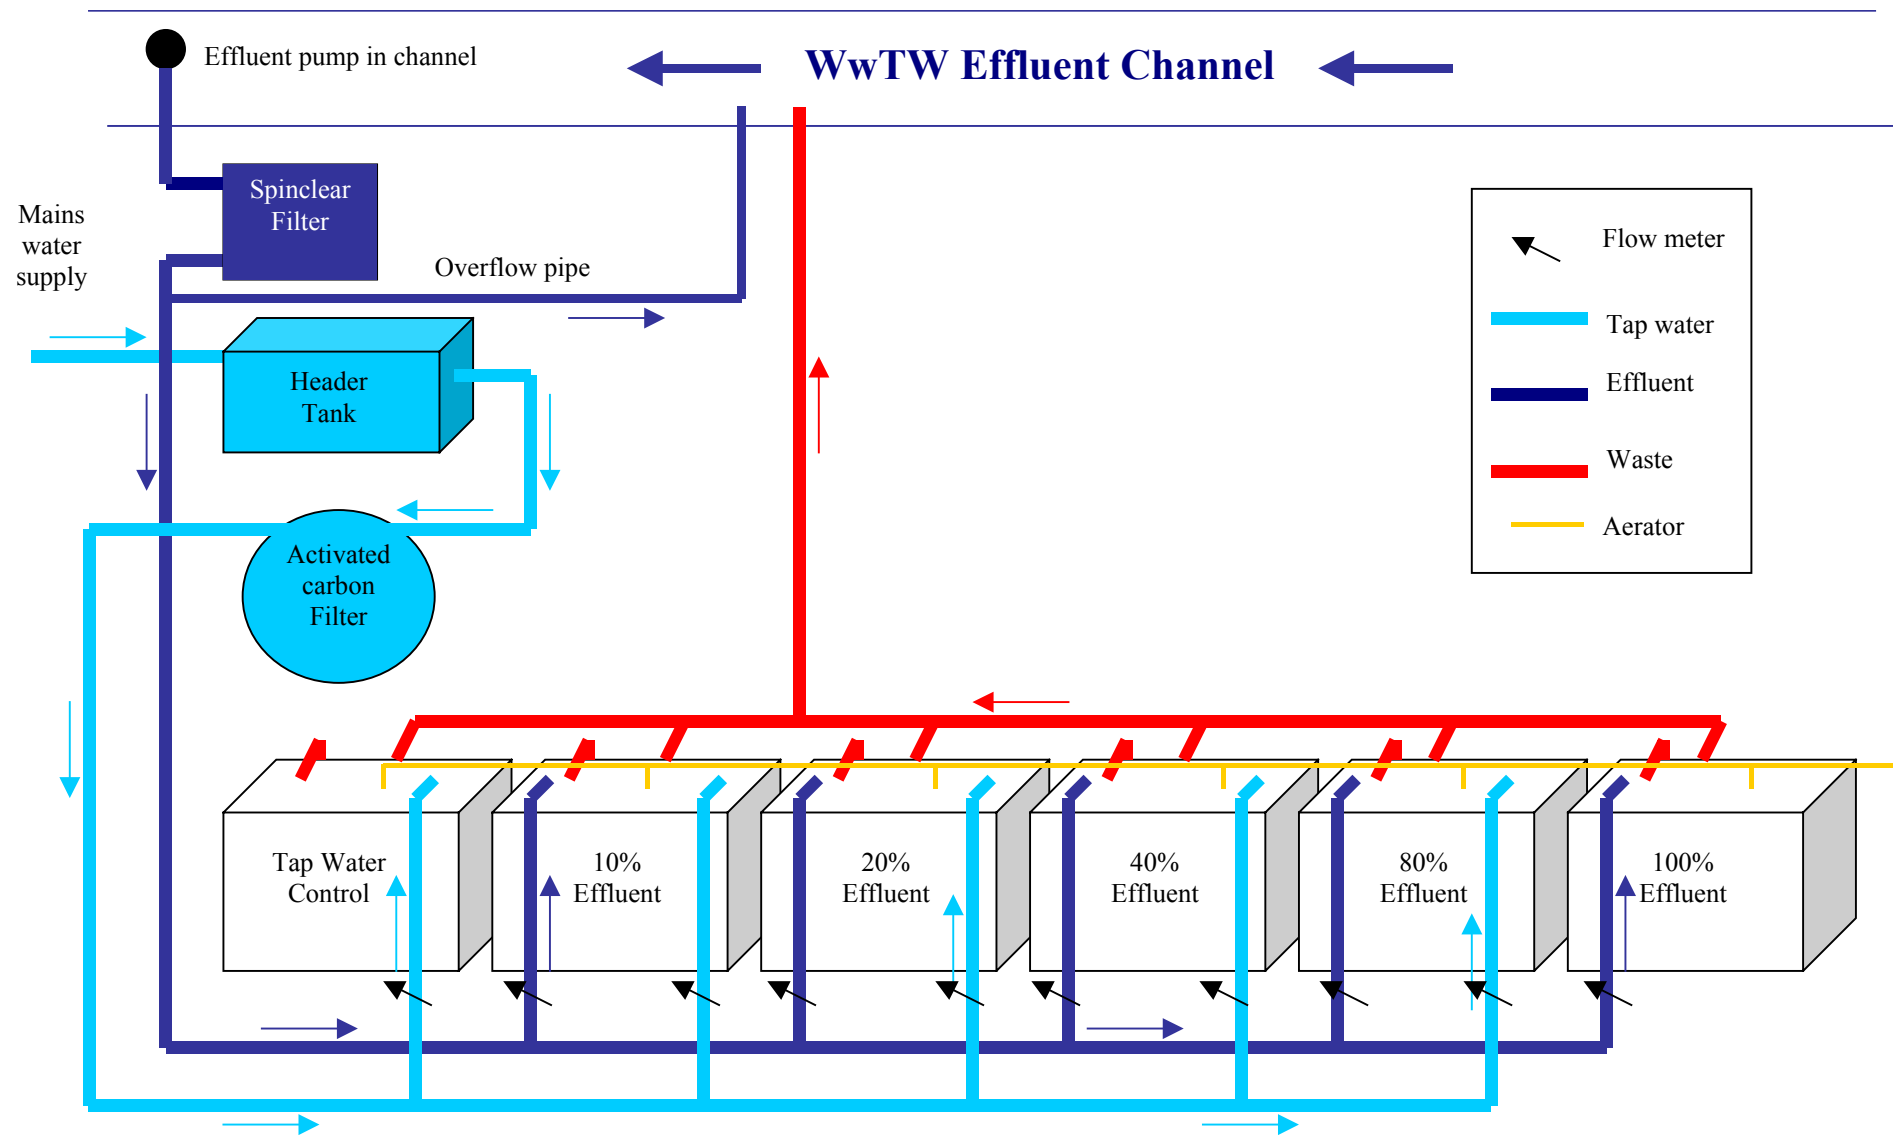 Effluent pump in channel
WwTW Effluent Channel
Spinclear
Filter
Mains
water
supply
Overflow pipe
Header
Tank
Activated
carbon
Filter
Flow meter
Tap water
Effluent
Waste
Aerator
Tap Water
Control
10%
Effluent
20%
Effluent
40%
Effluent
80%
Effluent
100%
Effluent